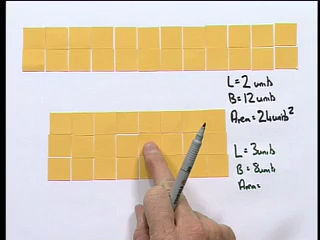 L = 2 units
B = 12 units
Area = 24 units²
L = 3 units
B = 8 units
Area =